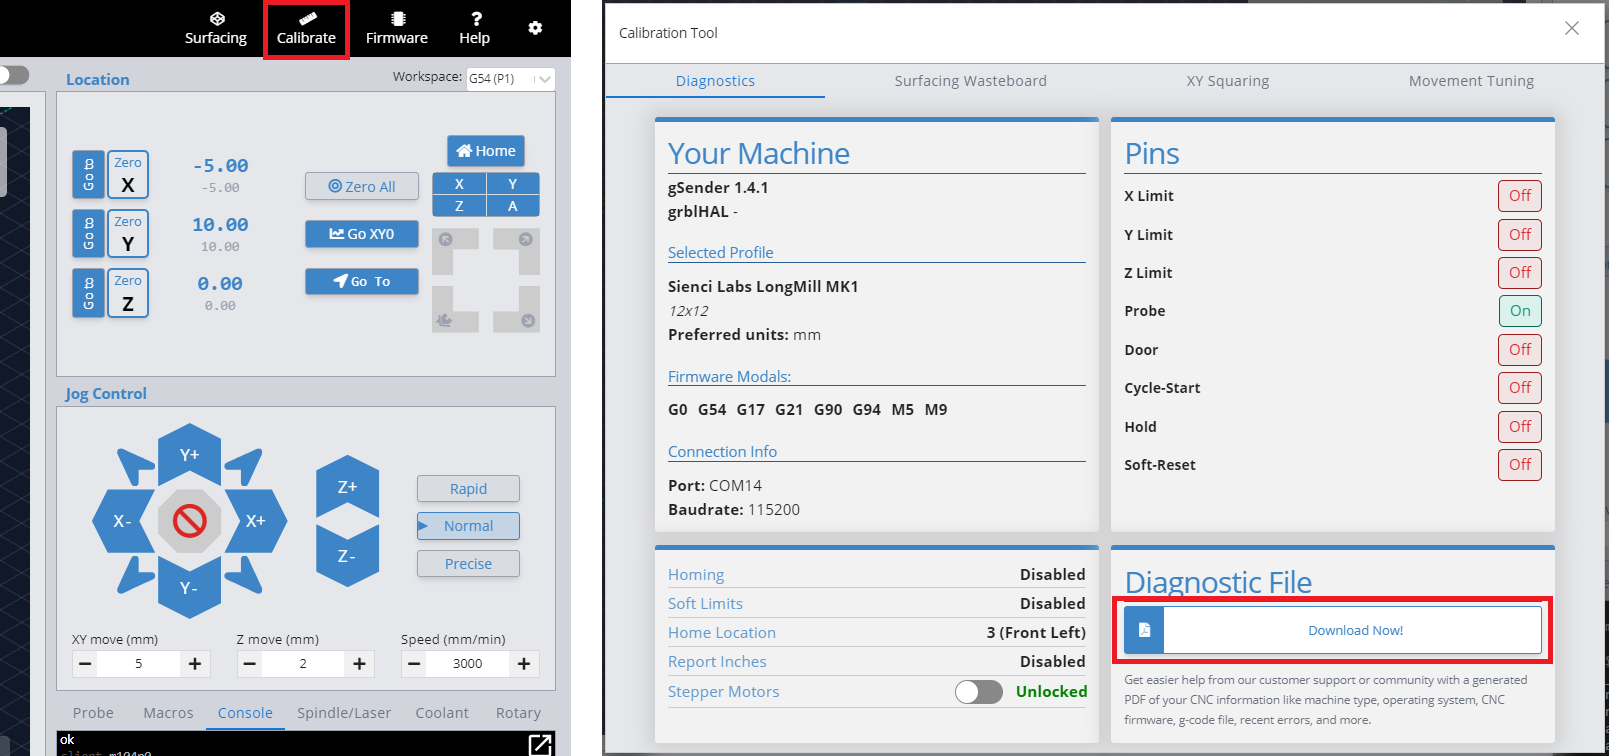 Surfacing
Calibrate
Firmware
Help
Location
Workspace:
G54 (P1)
Go to
Zero
X
-5.00
-5.00
Go to
Zero
Y
10.00
10.00
Go to
Zero
Z
0.00
0.00
Zero All
Go XY0
Go To
Home
X Y
Z A
Jog Control
Y+
X-
X+
Y-
Z+
Z-
Rapid
Normal
Precise
XY move (mm) Z move (mm) Speed (mm/min)
− 5 + − 2 + − 3000 +
Probe Macros Console Spindle/Laser Coolant Rotary
ok
Calibration Tool
Diagnostics Surfacing Wasteboard XY Squaring Movement Tuning
Your Machine
gSender 1.4.1
grblHAL -
Selected Profile
Sienci Labs LongMill MK1
12x12
Preferred units: mm
Firmware Modals:
G0 G54 G17 G21 G90 G94 M5 M9
Connection Info
Port: COM14
Baudrate: 115200
Pins
X Limit Off
Y Limit Off
Z Limit Off
Probe On
Door Off
Cycle-Start Off
Hold Off
Soft-Reset Off
Homing Disabled
Soft Limits Disabled
Home Location 3 (Front Left)
Report Inches Disabled
Stepper Motors Unlocked
Diagnostic File
Download Now!
Get easier help from our customer support or community with a generated
PDF of your CNC information like machine type, operating system, CNC
firmware, g-code file, recent errors, and more.